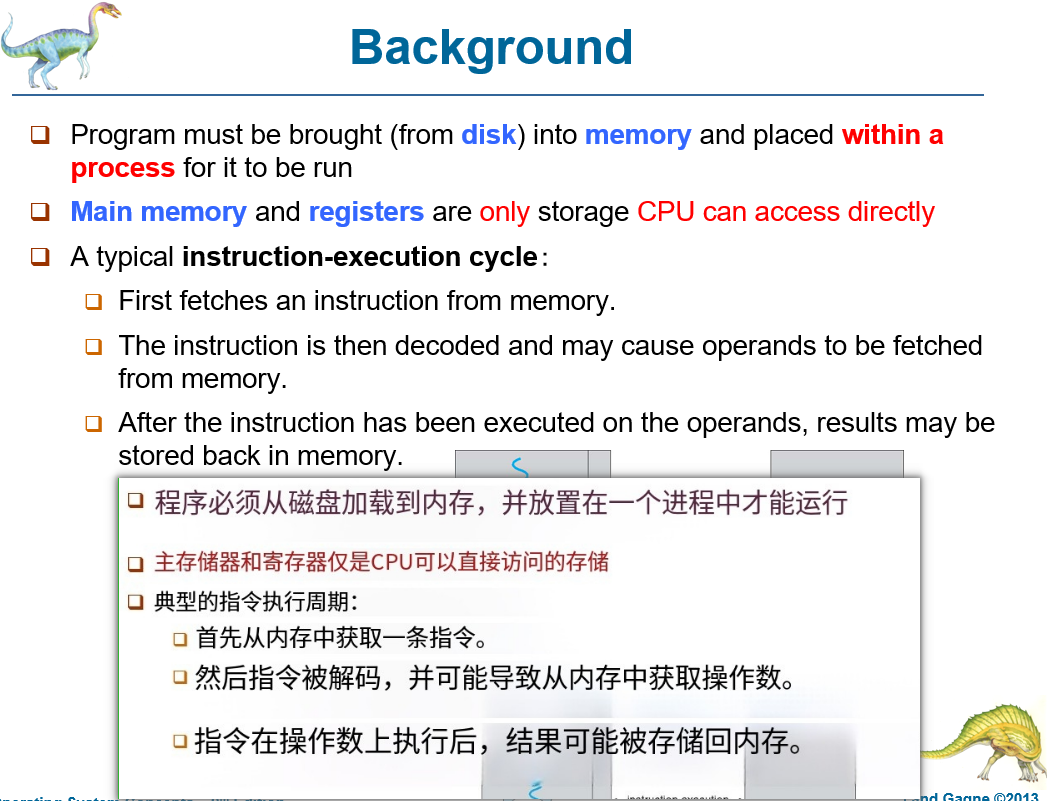 Background
Program must be brought (from disk) into memory and placed within a
process for it to be run
Main memory and registers are only storage CPU can access directly
A typical instruction-execution cycle:
First fetches an instruction from memory.
The instruction is then decoded and may cause operands to be fetched
from memory.
After the instruction has been executed on the operands, results may be
stored back in memory.
程序必须从磁盘加载到内存，并放置在一个进程中才能运行
主存储器和寄存器仅是CPU可以直接访问的存储
典型的指令执行周期：
首先从内存中获取一条指令。
然后指令被解码，并可能导致从内存中获取操作数。
指令在操作数上执行后，结果可能被存储回内存。
instruction execution
Gagne ©2013